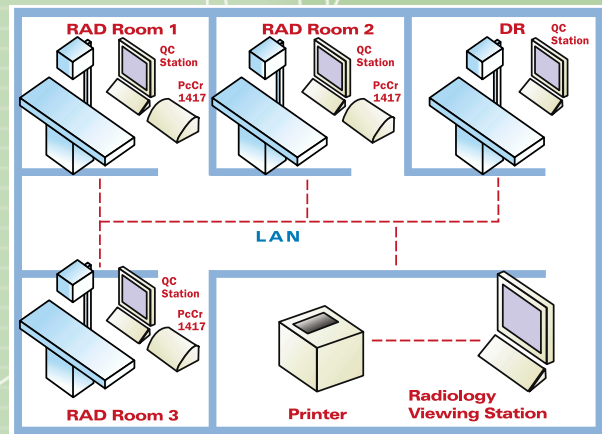 RAD Room 1
QC
Station
PcCr
1417
RAD Room 2
QC
Station
PcCr
1417
DR
QC
Station
LAN
QC
Station
PcCr
1417
RAD Room 3
Printer
Radiology
Viewing Station